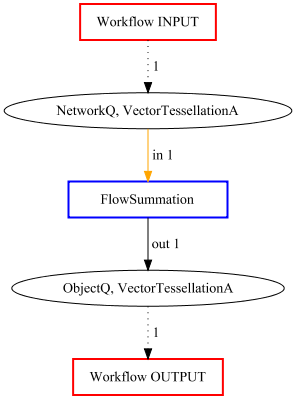 Workflow INPUT
1
NetworkQ, VectorTessellationA
in 1
FlowSummation
out 1
ObjectQ, VectorTessellationA
1
Workflow OUTPUT